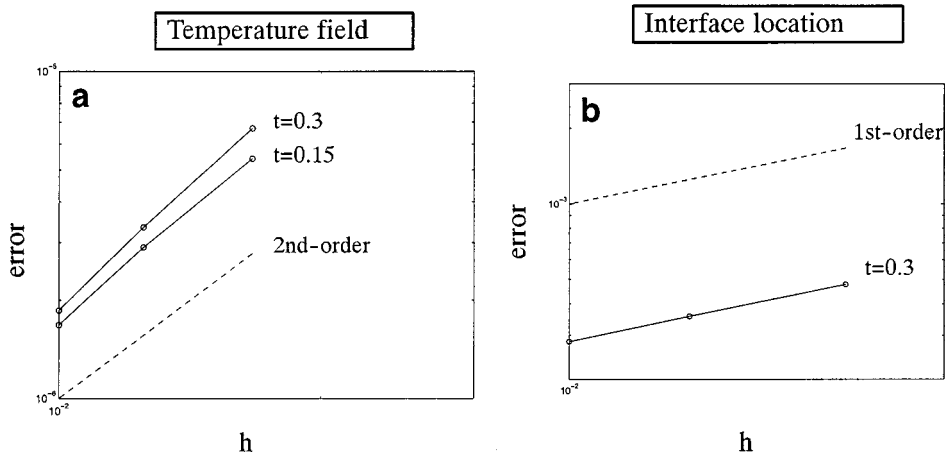 Temperature field
Interface location
10-5
a
t=0.3
t=0.15
2nd-order
error
10-6
10-2
h
b
1st-order
10-3
t=0.3
error
10-2
h